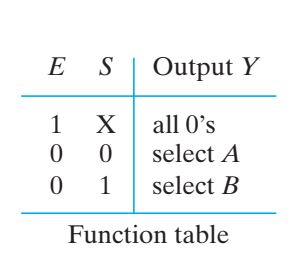 E S Output Y
1 X all 0's
0 0 select A
0 1 select B
Function table